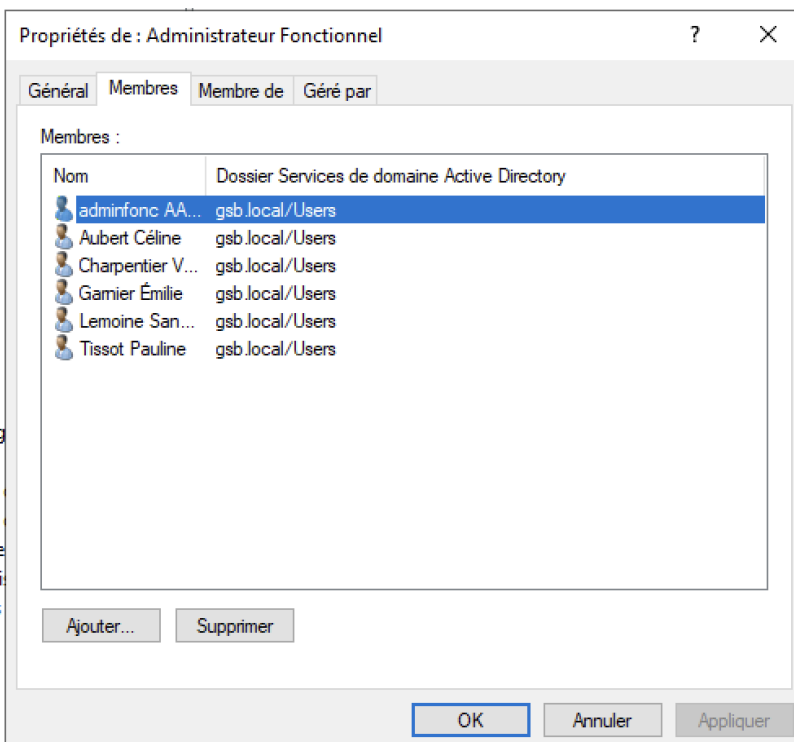 Propriétés de : Administrateur Fonctionnel ? X
Général Membres Membre de Géré par
Membres :
Nom Dossier Services de domaine Active Directory
adminfonc AA... gsb.local/Users
Aubert Céline gsb.local/Users
Charpentier V... gsb.local/Users
Garnier Émilie gsb.local/Users
Lemoine San... gsb.local/Users
Tissot Pauline gsb.local/Users
Ajouter... Supprimer
OK Annuler Appliquer